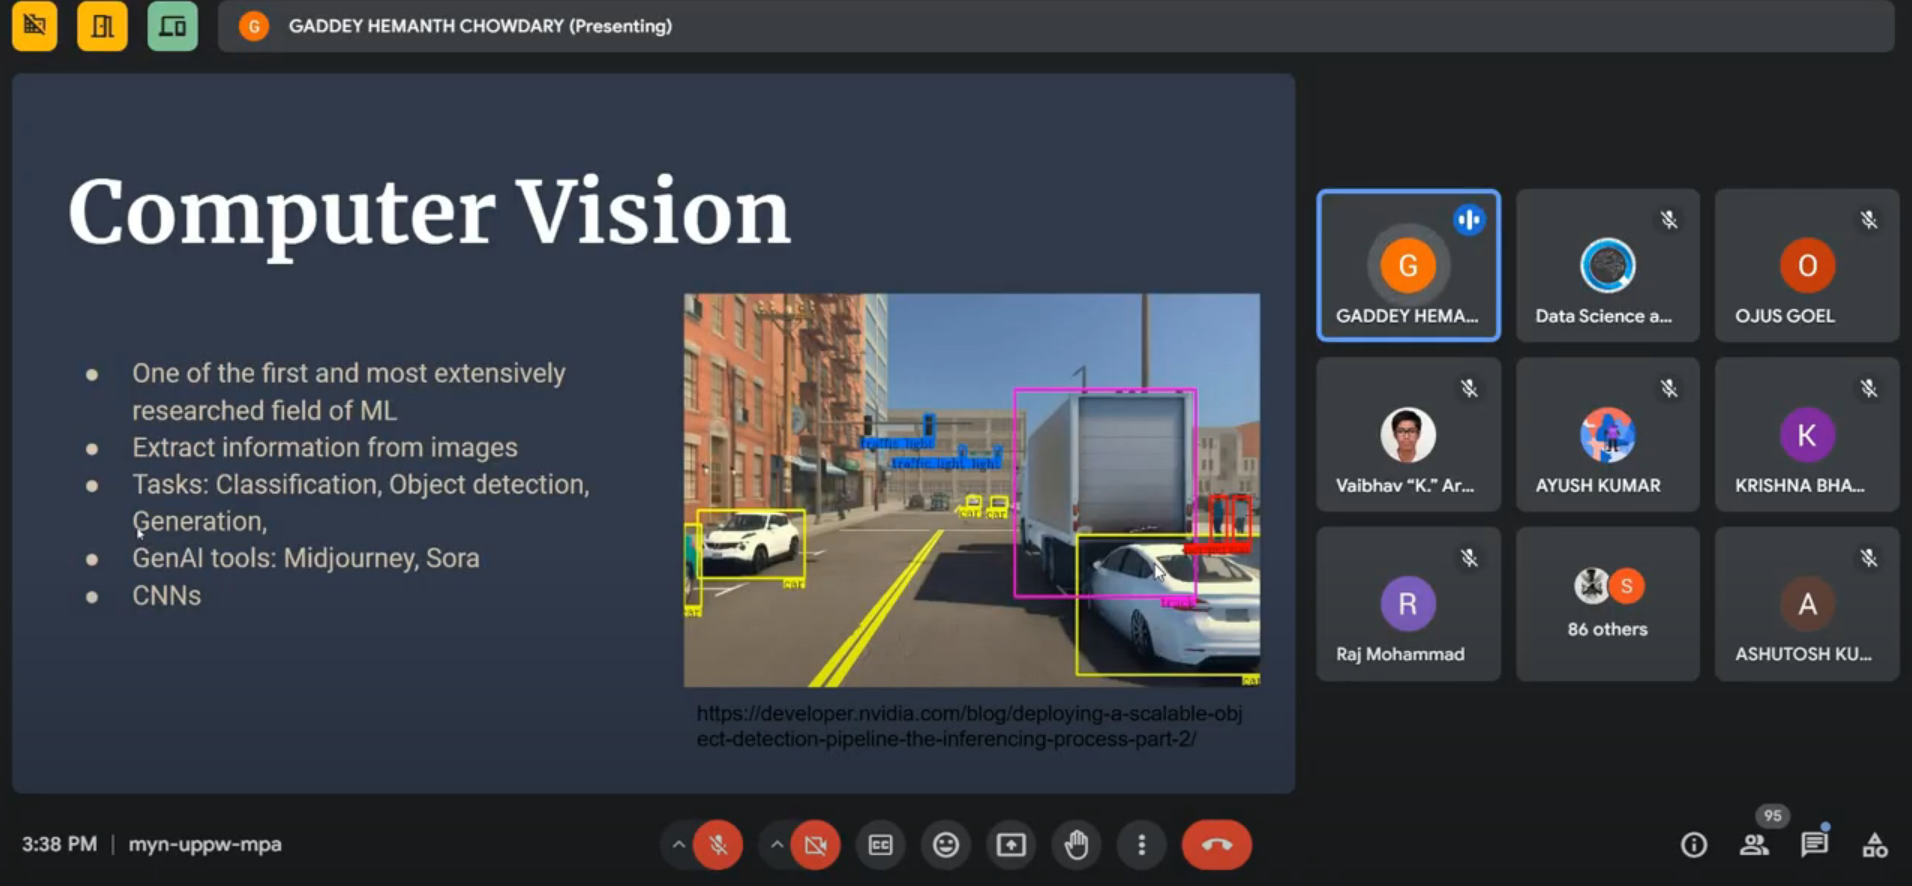 G GADDEY HEMANTH CHOWDARY (Presenting)
Computer Vision
● One of the first and most extensively
researched field of ML
● Extract information from images
● Tasks: Classification, Object detection,
Generation,
● GenAI tools: Midjourney, Sora
● CNNs
traffic light
traffic light light
car
car
car
car
truck
car
https://developer.nvidia.com/blog/deploying-a-scalable-obj
ect-detection-pipeline-the-inferencing-process-part-2/
G
GADDEY HEMA...
Data Science a...
O
OJUS GOEL
Vaibhav “K.” Ar...
AYUSH KUMAR
K
KRISHNA BHA...
R
Raj Mohammad
S
86 others
A
ASHUTOSH KU...
3:38 PM | myn-uppw-mpa
CC
95